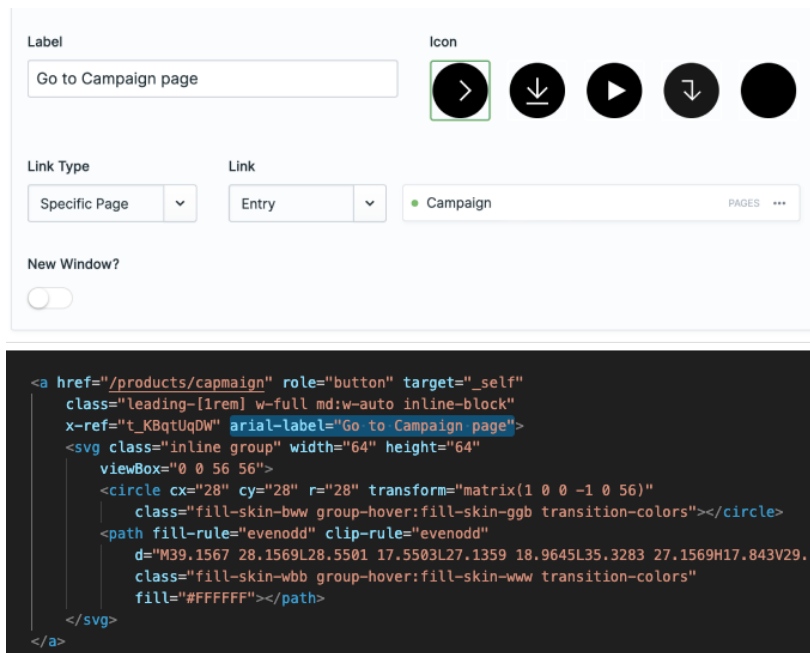 Label
Icon
Go to Campaign page
Link Type
Link
Specific Page
Entry
Campaign
PAGES
New Window?
<a href="/products/capmaign" role="button" target="_self"
class="leading-[1rem] w-full md:w-auto inline-block"
x-ref="t_KBqtUqDW" arial-label="Go to Campaign page">
<svg class="inline group" width="64" height="64"
viewBox="0 0 56 56">
<circle cx="28" cy="28" r="28" transform="matrix(1 0 0 -1 0 56)"
class="fill-skin-bww group-hover:fill-skin-ggb transition-colors"></circle>
<path fill-rule="evenodd" clip-rule="evenodd"
d="M39.1567 28.1569L28.5501 17.5503L27.1359 18.9645L35.3283 27.1569H17.843V29.
class="fill-skin-wbb group-hover:fill-skin-www transition-colors"
fill="#FFFFFF"></path>
</svg>
</a>